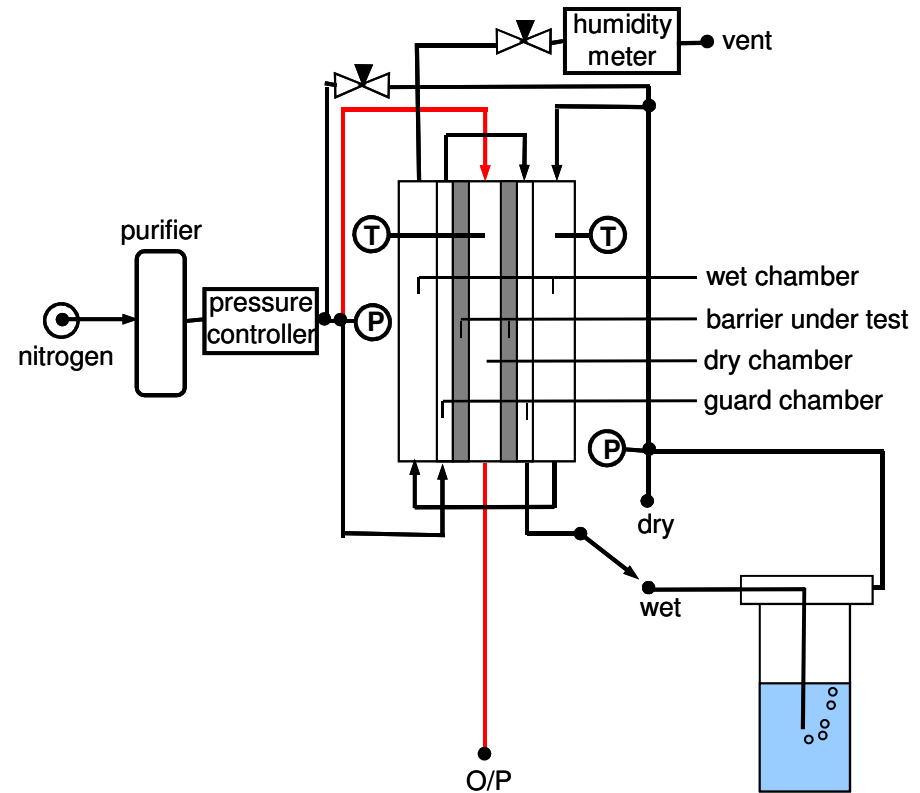 humidity
meter
vent
purifier
T
T
wet chamber
pressure
controller
P
barrier under test
nitrogen
dry chamber
guard chamber
P
dry
wet
O/P